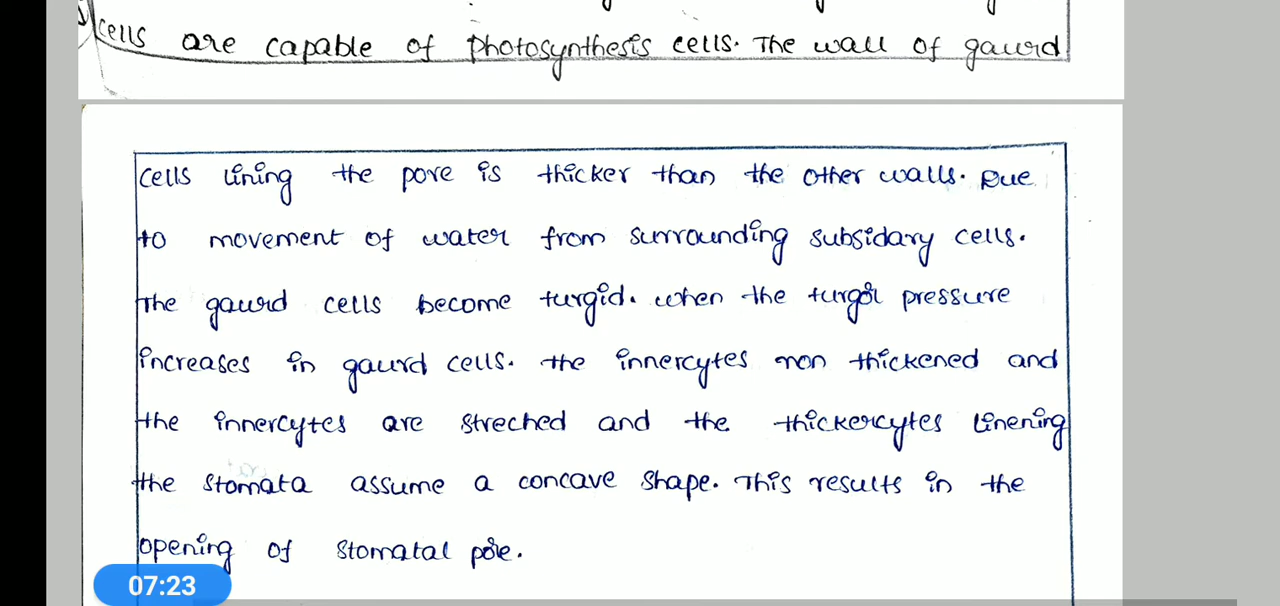 cells are capable of photosynthesis cells. The wall of gaurd
cells lining the pore is thicker than the other walls. Due
to movement of water from surrounding subsidary cells.
The gaurd cells become turgid. when the turgor pressure
increases in gaurd cells. the innercytes non thickened and
the innercytes are streched and the thickercytes linening
the stomata assume a concave shape. This results in the
opening of stomatal pore.
07:23